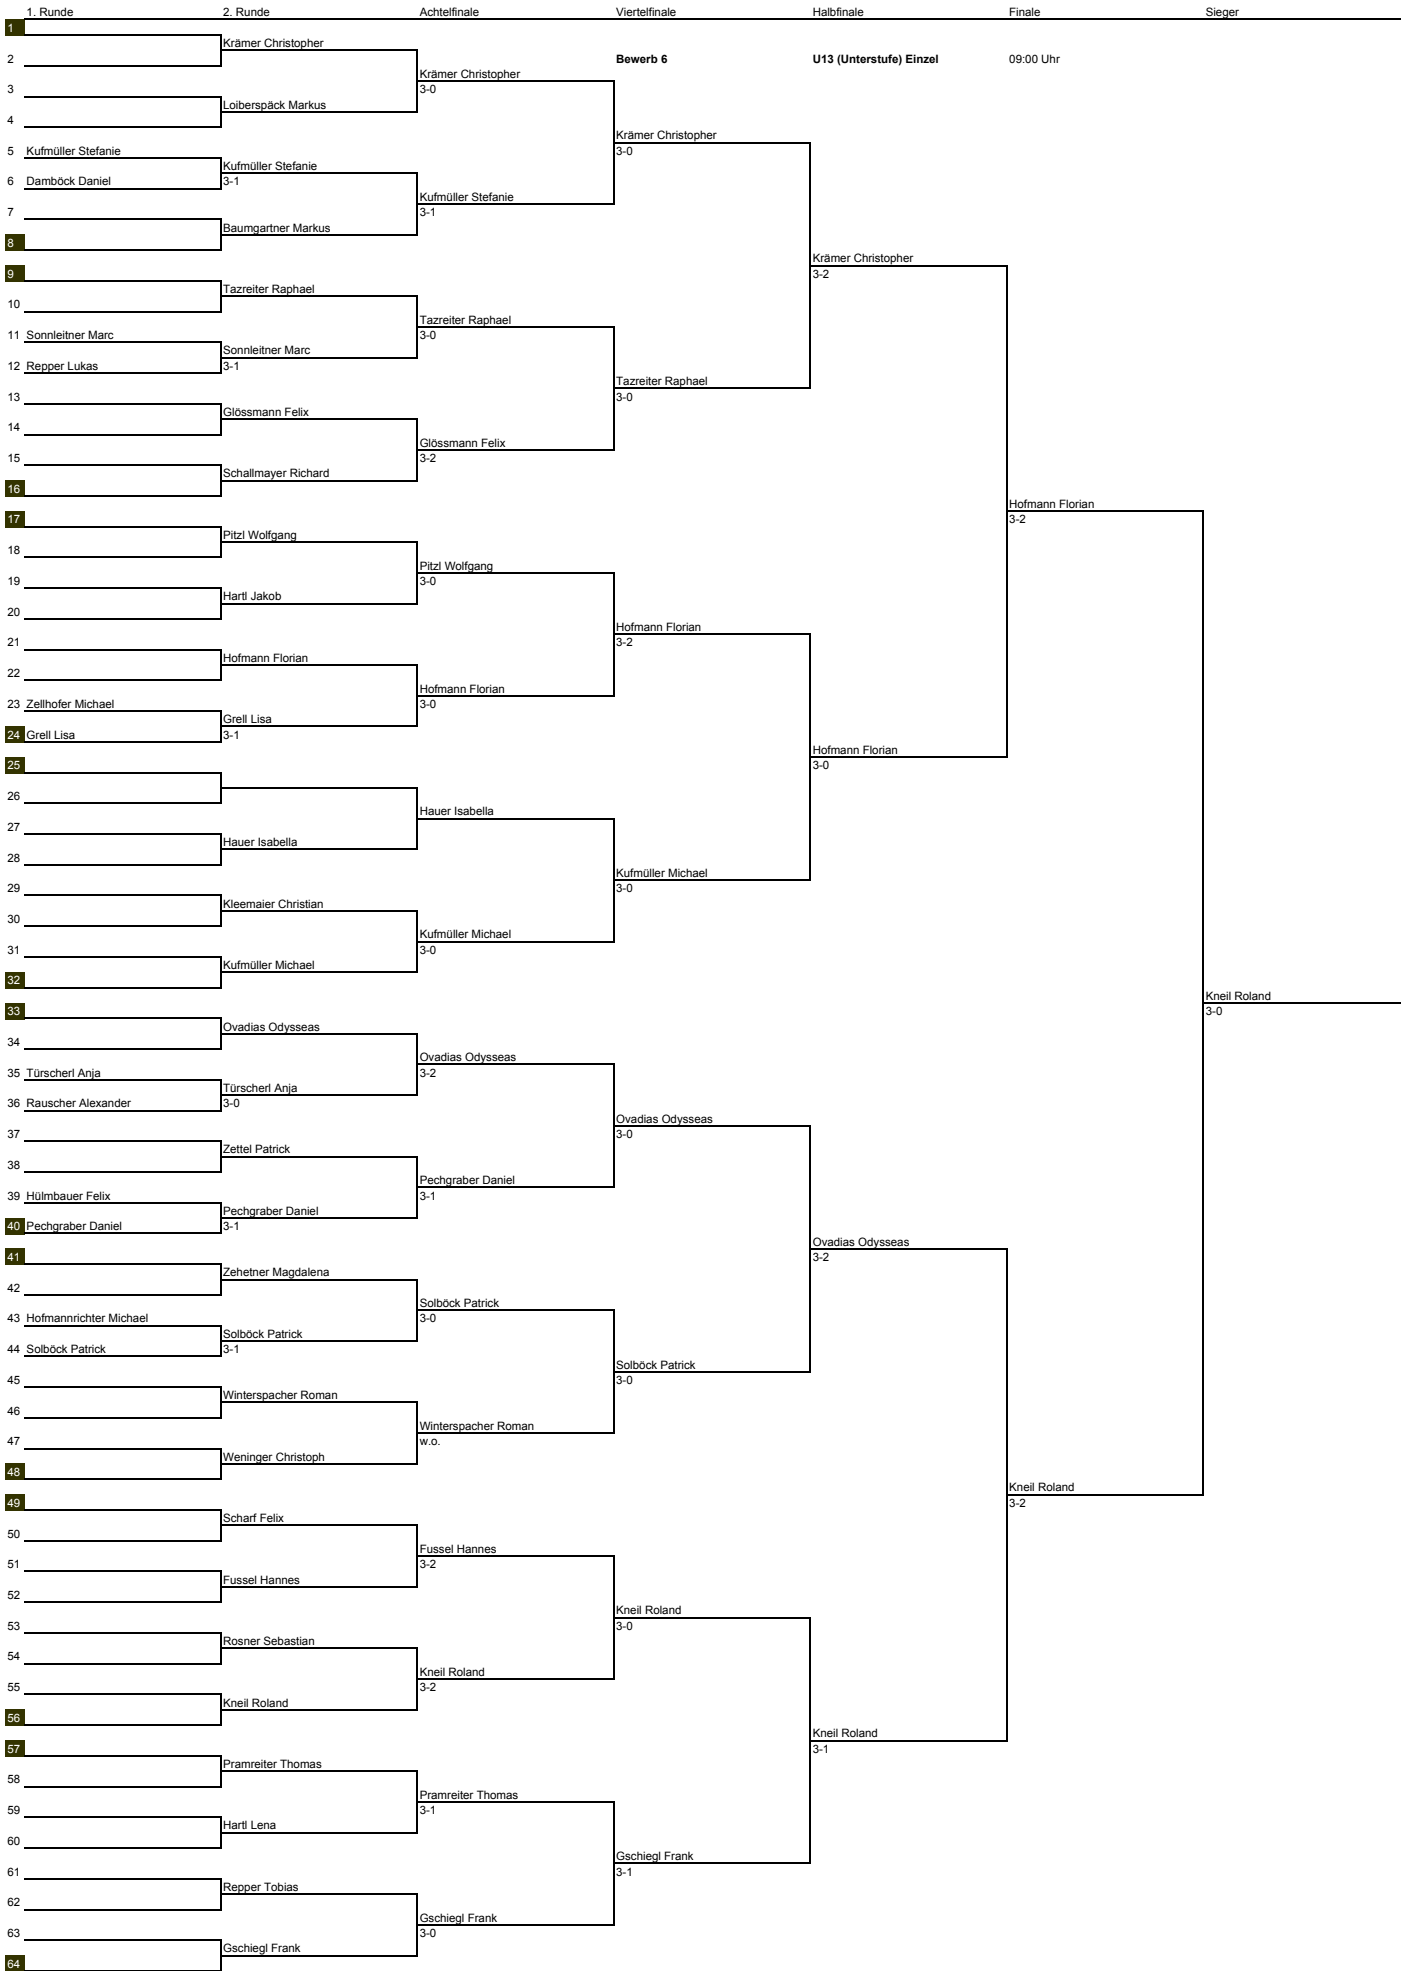 1. Runde 2. Runde Achtelfinale Viertelfinale Halbfinale Finale Sieger
1
Krämer Christopher
2 Bewerb 6 U13 (Unterstufe) Einzel 09:00 Uhr
Krämer Christopher
3 3-0
Loiberspäck Markus
4
Krämer Christopher
5 Kufmüller Stefanie 3-0
Kufmüller Stefanie
6 Damböck Daniel 3-1
Kufmüller Stefanie
7 3-1
Baumgartner Markus
8
Krämer Christopher
9 3-2
Tazreiter Raphael
10
Tazreiter Raphael
11 Sonnleitner Marc 3-0
Sonnleitner Marc
12 Repper Lukas 3-1
Tazreiter Raphael
13 3-0
Glössmann Felix
14
Glössmann Felix
15 3-2
Schallmayer Richard
16
Hofmann Florian
17 3-2
Pitzl Wolfgang
18
Pitzl Wolfgang
19 3-0
Hartl Jakob
20
Hofmann Florian
21 3-2
Hofmann Florian
22
Hofmann Florian
23 Zellhofer Michael 3-0
Grell Lisa
24 Grell Lisa 3-1
Hofmann Florian
25 3-0
26
Hauer Isabella
27
Hauer Isabella
28
Kufmüller Michael
29 3-0
Kleemaier Christian
30
Kufmüller Michael
31 3-0
Kufmüller Michael
32
Kneil Roland
33 3-0
Ovadias Odysseas
34
Ovadias Odysseas
35 Türscherl Anja 3-2
Türscherl Anja
36 Rauscher Alexander 3-0
Ovadias Odysseas
37 3-0
Zettel Patrick
38
Pechgraber Daniel
39 Hülmbauer Felix 3-1
Pechgraber Daniel
40 Pechgraber Daniel 3-1
Ovadias Odysseas
41 3-2
Zehetner Magdalena
42
Solböck Patrick
43 Hofmannrichter Michael 3-0
Solböck Patrick
44 Solböck Patrick 3-1
Solböck Patrick
45 3-0
Winterspacher Roman
46
Winterspacher Roman
47 w.o.
Weninger Christoph
48
Kneil Roland
49 3-2
Scharf Felix
50
Fussel Hannes
51 3-2
Fussel Hannes
52
Kneil Roland
53 3-0
Rosner Sebastian
54
Kneil Roland
55 3-2
Kneil Roland
56
Kneil Roland
57 3-1
Pramreiter Thomas
58
Pramreiter Thomas
59 3-1
Hartl Lena
60
Gschiegl Frank
61 3-1
Repper Tobias
62
Gschiegl Frank
63 3-0
Gschiegl Frank
64